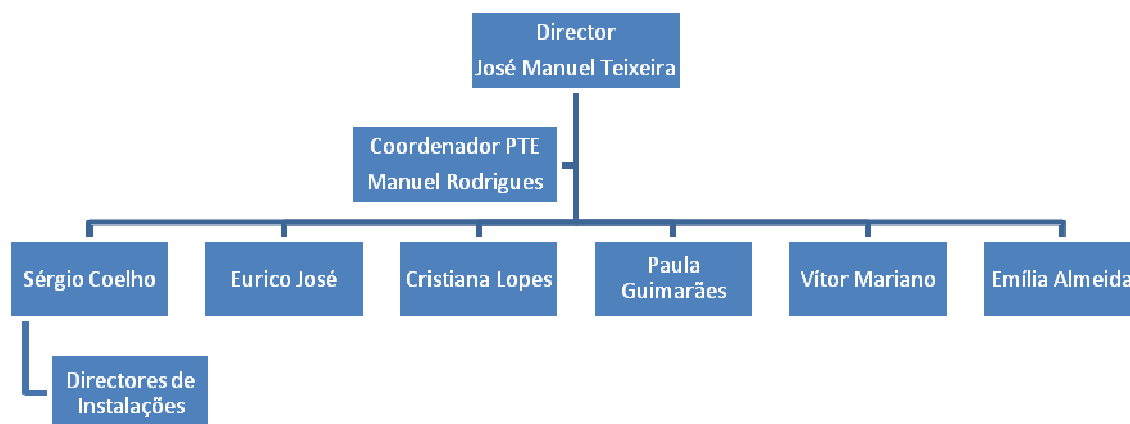 Director
José Manuel Teixeira
Coordenador PTE
Manuel Rodrigues
Sérgio Coelho
Eurico José
Cristiana Lopes
Paula
Guimarães
Vítor Mariano
Emília Almeida
Directores de
Instalações